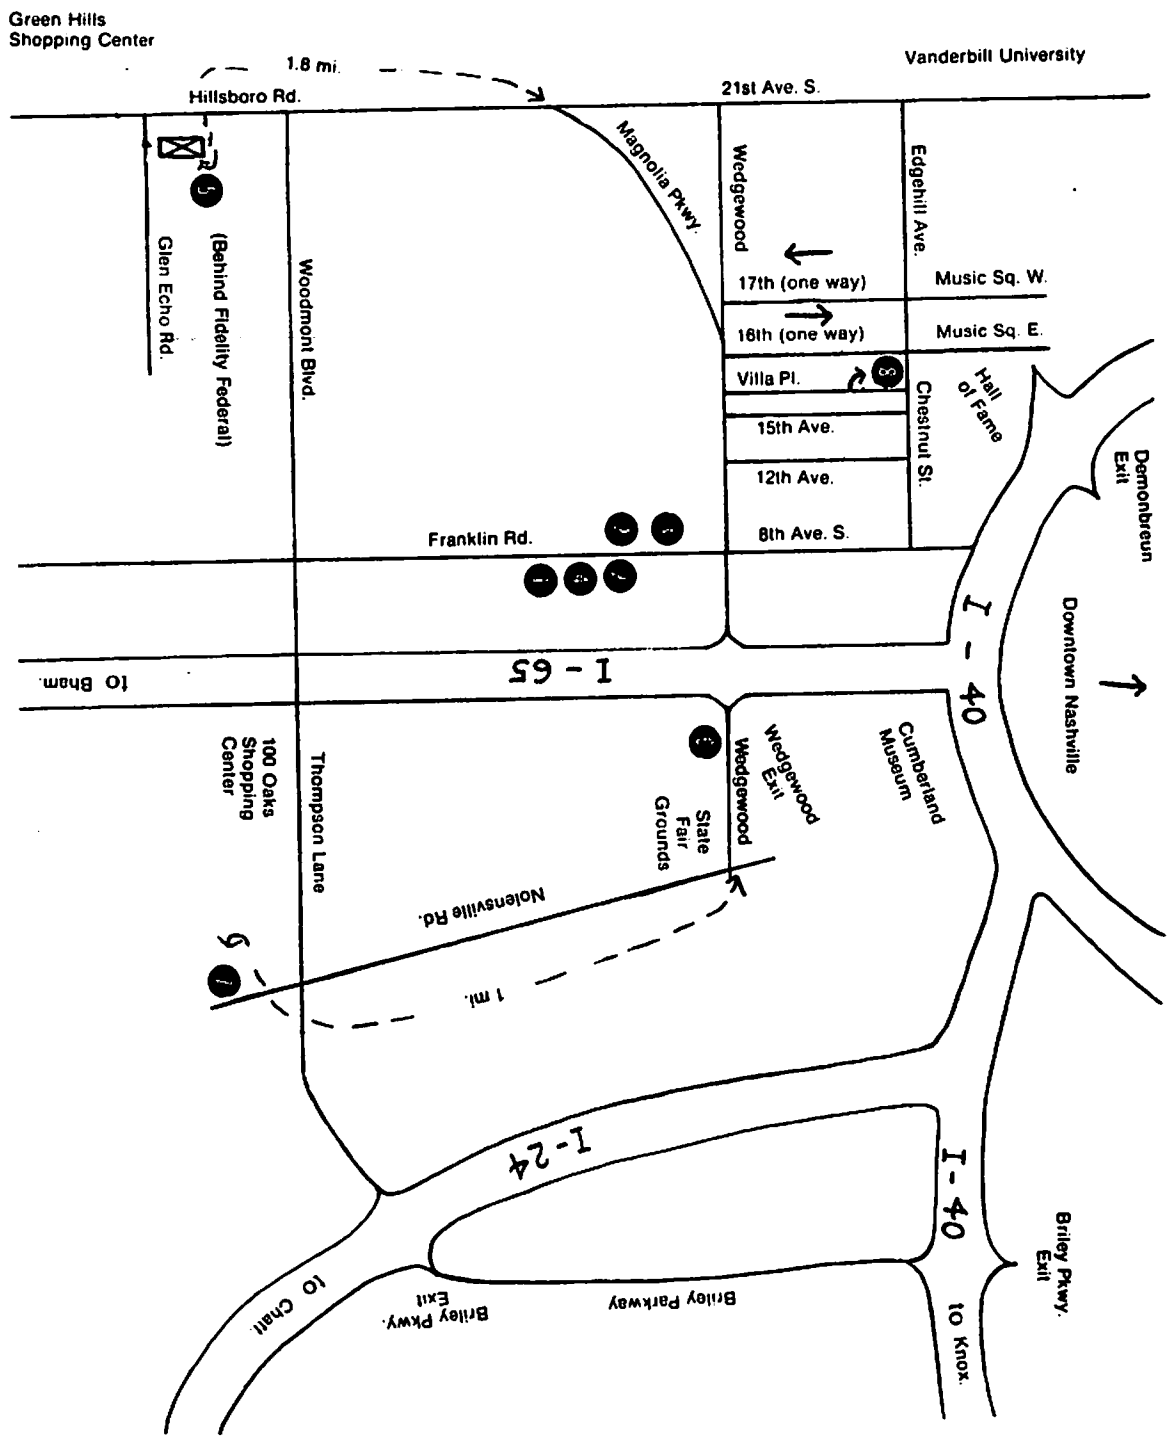 Green Hills
Shopping Center
1.8 mi.
Hillsboro Rd.
21st Ave. S.
Vanderbill University
Magnolia Pkwy.
Wedgewood
Edgehill Ave.
5
(Behind Fidelity Federal)
Glen Echo Rd.
Woodmont Blvd.
17th (one way)
Music Sq. W.
16th (one way)
Music Sq. E.
Villa Pl.
8
Hall
of Fame
Chestnut St.
15th Ave.
12th Ave.
Demonbreun
Exit
Franklin Rd.
8th Ave. S.
I - 40
Downtown Nashville
I - 65
to Bham.
100 Oaks
Shopping
Center
Thompson Lane
Wedgewood
Wedgewood
Exit
Cumberland
Museum
State
Fair
Grounds
Nolensville Rd.
1 mi.
I-24
I-40
Briley Pkwy.
Exit
to Chatt.
Briley Pkwy.
Exit
Briley Parkway
to Knox.